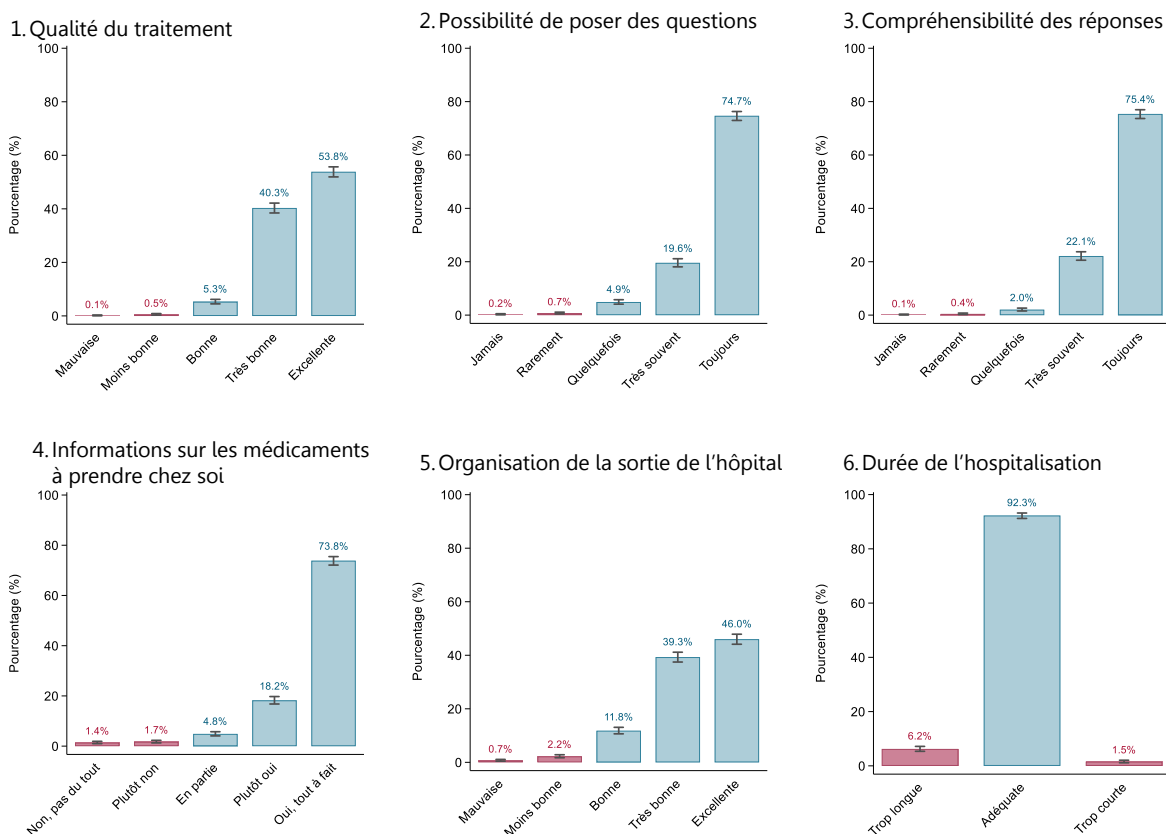 1. Qualité du traitement
Pourcentage (%)
100
80
60
40
20
0
0.1%
0.5%
5.3%
40.3%
53.8%
Mauvaise
Moins bonne
Bonne
Très bonne
Excellente
2. Possibilité de poser des questions
Pourcentage (%)
100
80
60
40
20
0
0.2%
0.7%
4.9%
19.6%
74.7%
Jamais
Rarement
Quelquefois
Très souvent
Toujours
3. Compréhensibilité des réponses
Pourcentage (%)
100
80
60
40
20
0
0.1%
0.4%
2.0%
22.1%
75.4%
Jamais
Rarement
Quelquefois
Très souvent
Toujours
4. Informations sur les médicaments
à prendre chez soi
Pourcentage (%)
100
80
60
40
20
0
1.4%
1.7%
4.8%
18.2%
73.8%
Non, pas du tout
Plutôt non
En partie
Plutôt oui
Oui, tout à fait
5. Organisation de la sortie de l’hôpital
Pourcentage (%)
100
80
60
40
20
0
0.7%
2.2%
11.8%
39.3%
46.0%
Mauvaise
Moins bonne
Bonne
Très bonne
Excellente
6. Durée de l’hospitalisation
Pourcentage (%)
100
80
60
40
20
0
6.2%
92.3%
1.5%
Trop longue
Adéquate
Trop courte